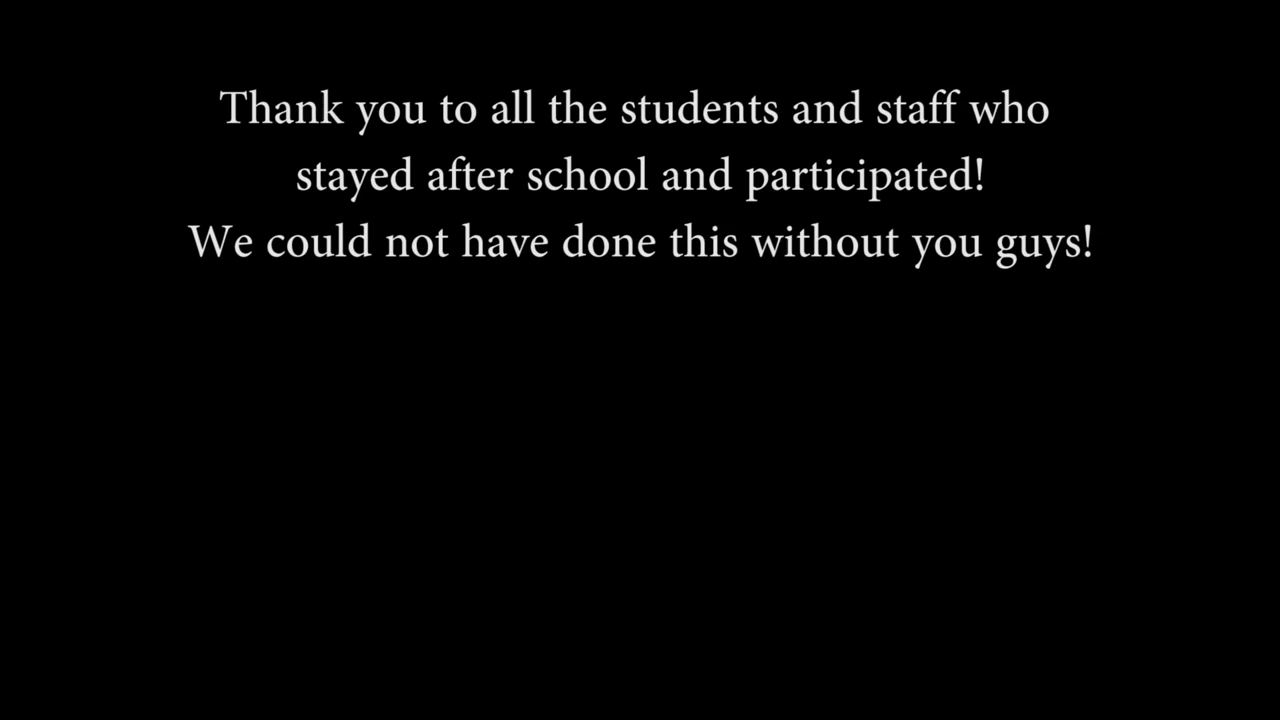 Thank you to all the students and staff who
stayed after school and participated!
We could not have done this without you guys!